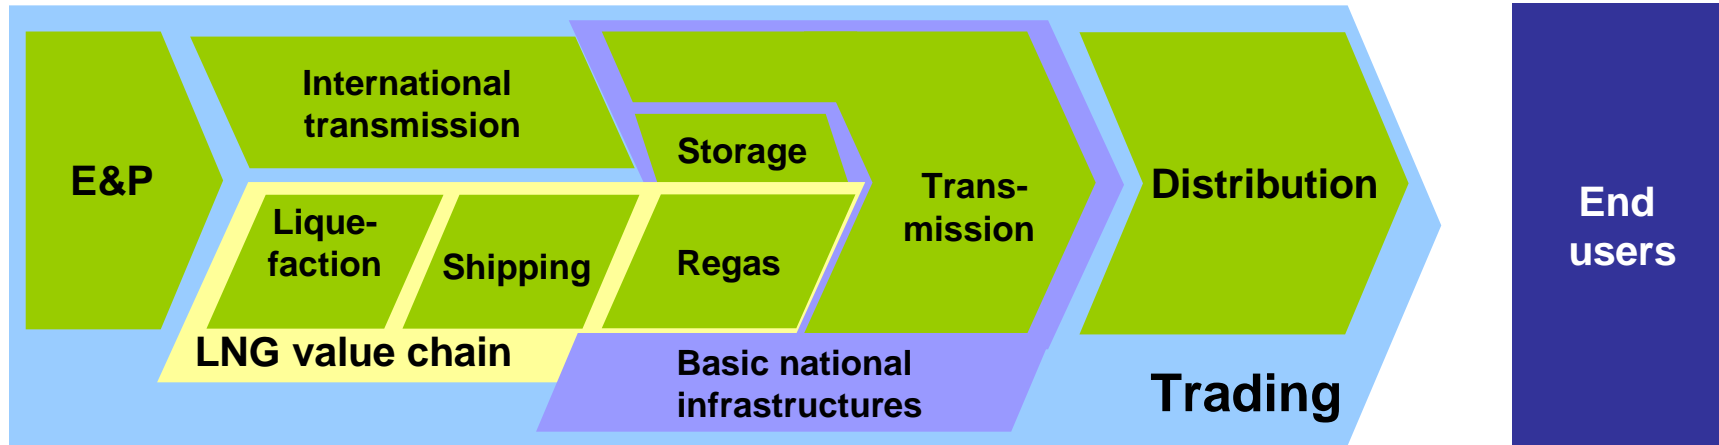 E&P
International
transmission
Lique-
faction
Shipping
Regas
LNG value chain
Storage
Trans-
mission
Basic national
infrastructures
Distribution
Trading
End
users